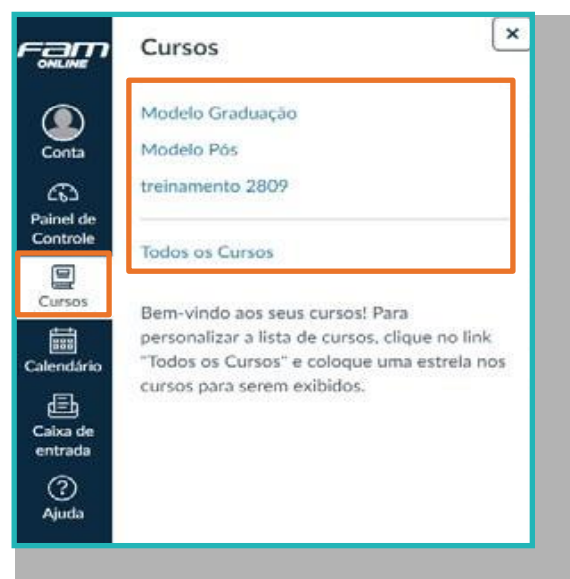 Fam
ONLINE
Conta
Painel de
Controle
Cursos
Calendário
Caixa de
entrada
Ajuda
Cursos
×
Modelo Graduação
Modelo Pós
treinamento 2809
Todos os Cursos
Bem-vindo aos seus cursos! Para
personalizar a lista de cursos, clique no link
"Todos os Cursos" e coloque uma estrela nos
cursos para serem exibidos.